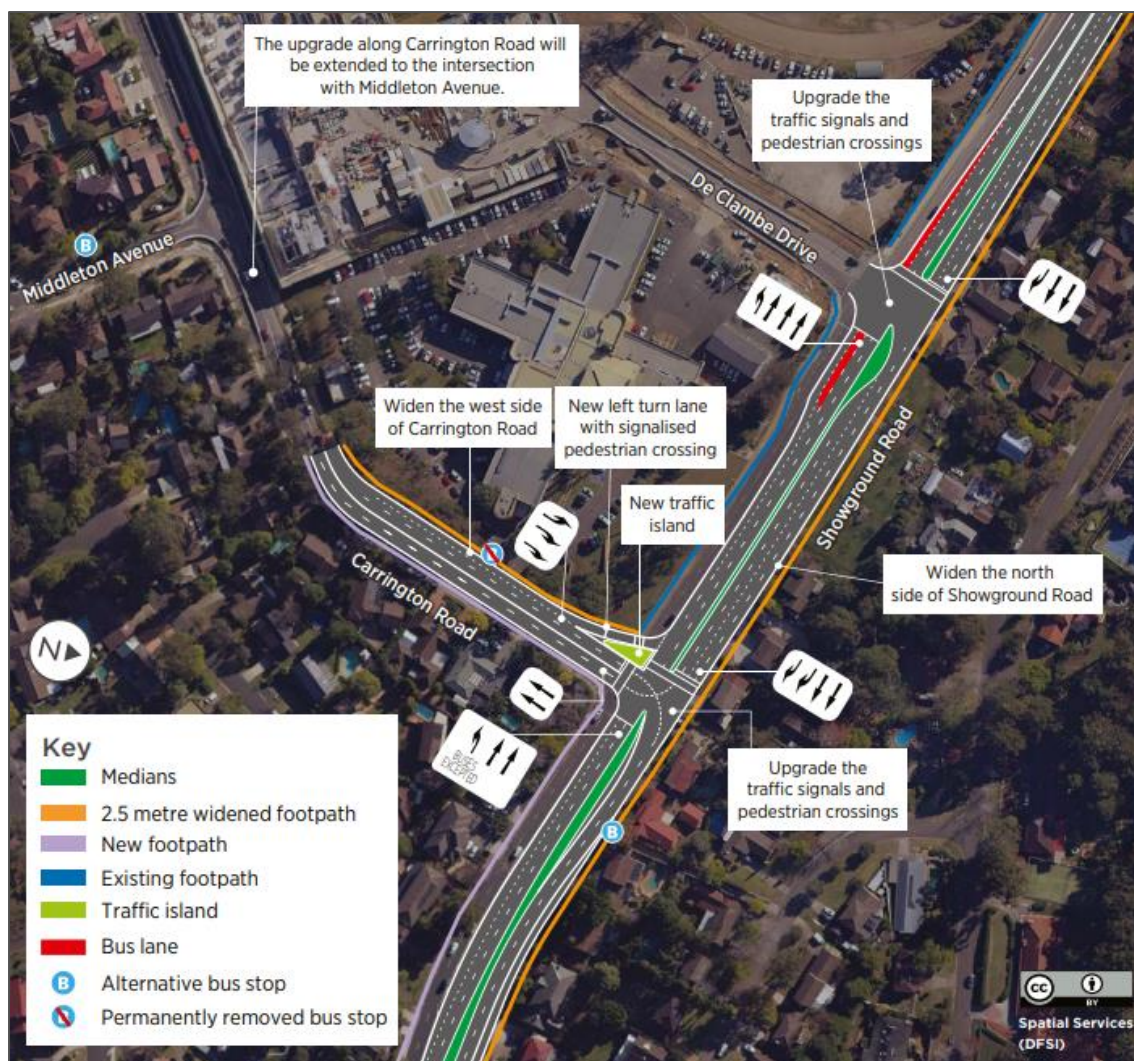 The upgrade along Carrington Road will
be extended to the intersection
with Middleton Avenue.
Upgrade the
traffic signals and
pedestrian crossings
De Clambe Drive
B
Middleton Avenue
Widen the west side
of Carrington Road
New left turn lane
with signalised
pedestrian crossing
New traffic
island
Showground Road
Widen the north
side of Showground Road
Carrington Road
N
BUSES
EXCEPTED
Upgrade the
traffic signals and
pedestrian crossings
B
Key
Medians
2.5 metre widened footpath
New footpath
Existing footpath
Traffic island
Bus lane
B Alternative bus stop
Permanently removed bus stop
CC
BY
Spatial Services
(DFSI)